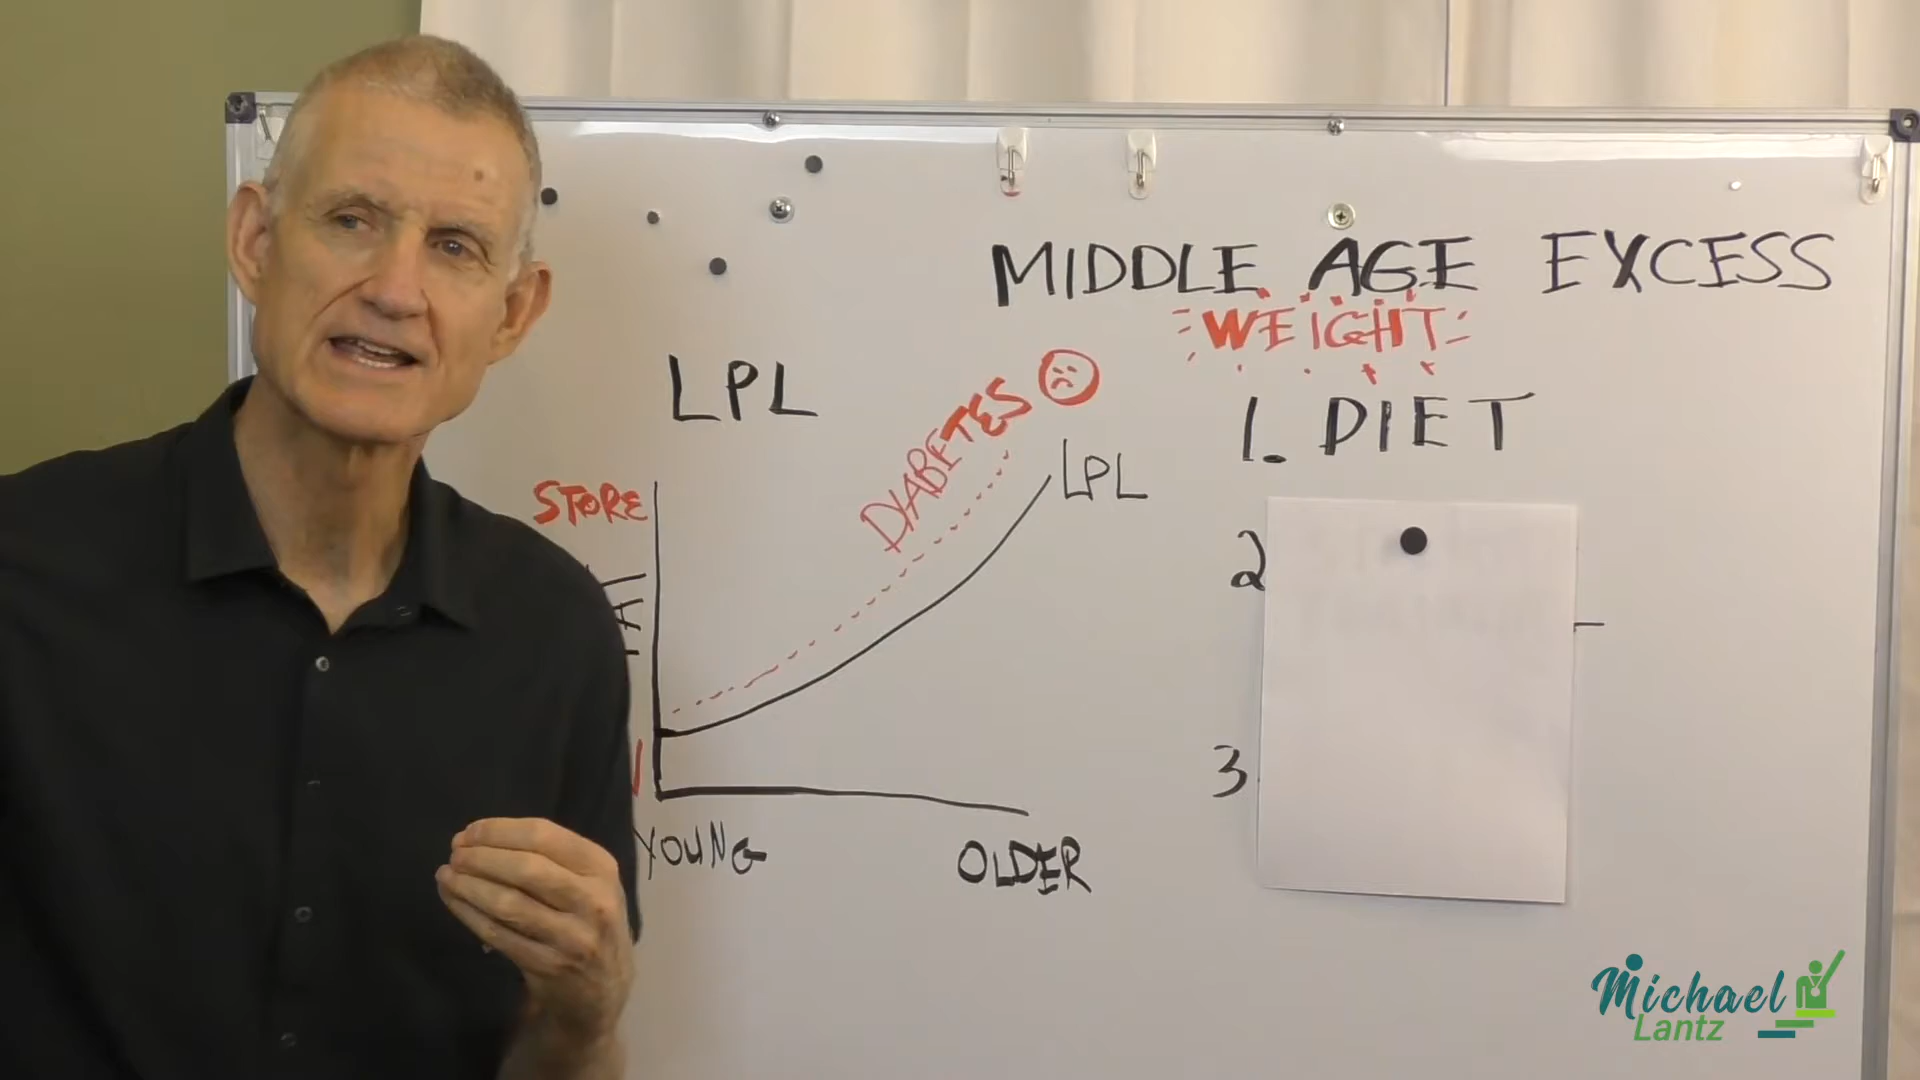 MIDDLE AGE EXCESS
WEIGHT
LPL
DIABETES
1. DIET
LPL
STORE
2
3
YOUNG
OLDER
Michael
Lantz